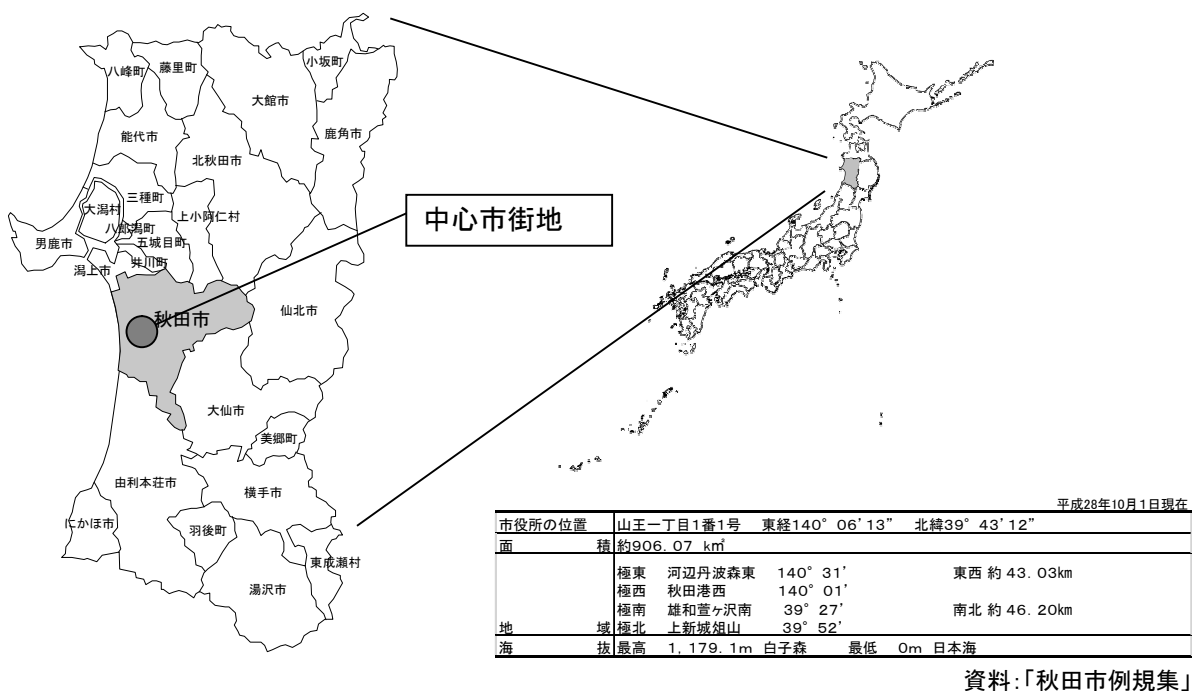 八峰町
藤里町
小坂町
大館市
能代市
鹿角市
北秋田市
三種町
大潟村
上小阿仁村
八郎潟町
五城目町
男鹿市
井川町
潟上市
中心市街地
秋田市
仙北市
大仙市
美郷町
由利本荘市
横手市
にかほ市
羽後町
東成瀬村
湯沢市
平成28年10月1日現在
市役所の位置 山王一丁目1番1号 東経140° 06'13” 北緯39° 43'12”
面 積 約906.07 k㎡
極東 河辺丹波森東 140° 31' 東西 約 43.03km
極西 秋田港西 140° 01'
極南 雄和萱ヶ沢南 39° 27' 南北 約 46.20km
地 域 極北 上新城俎山 39° 52'
海 抜 最高 1,179.1m 白子森 最低 0m 日本海
資料:「秋田市例規集」